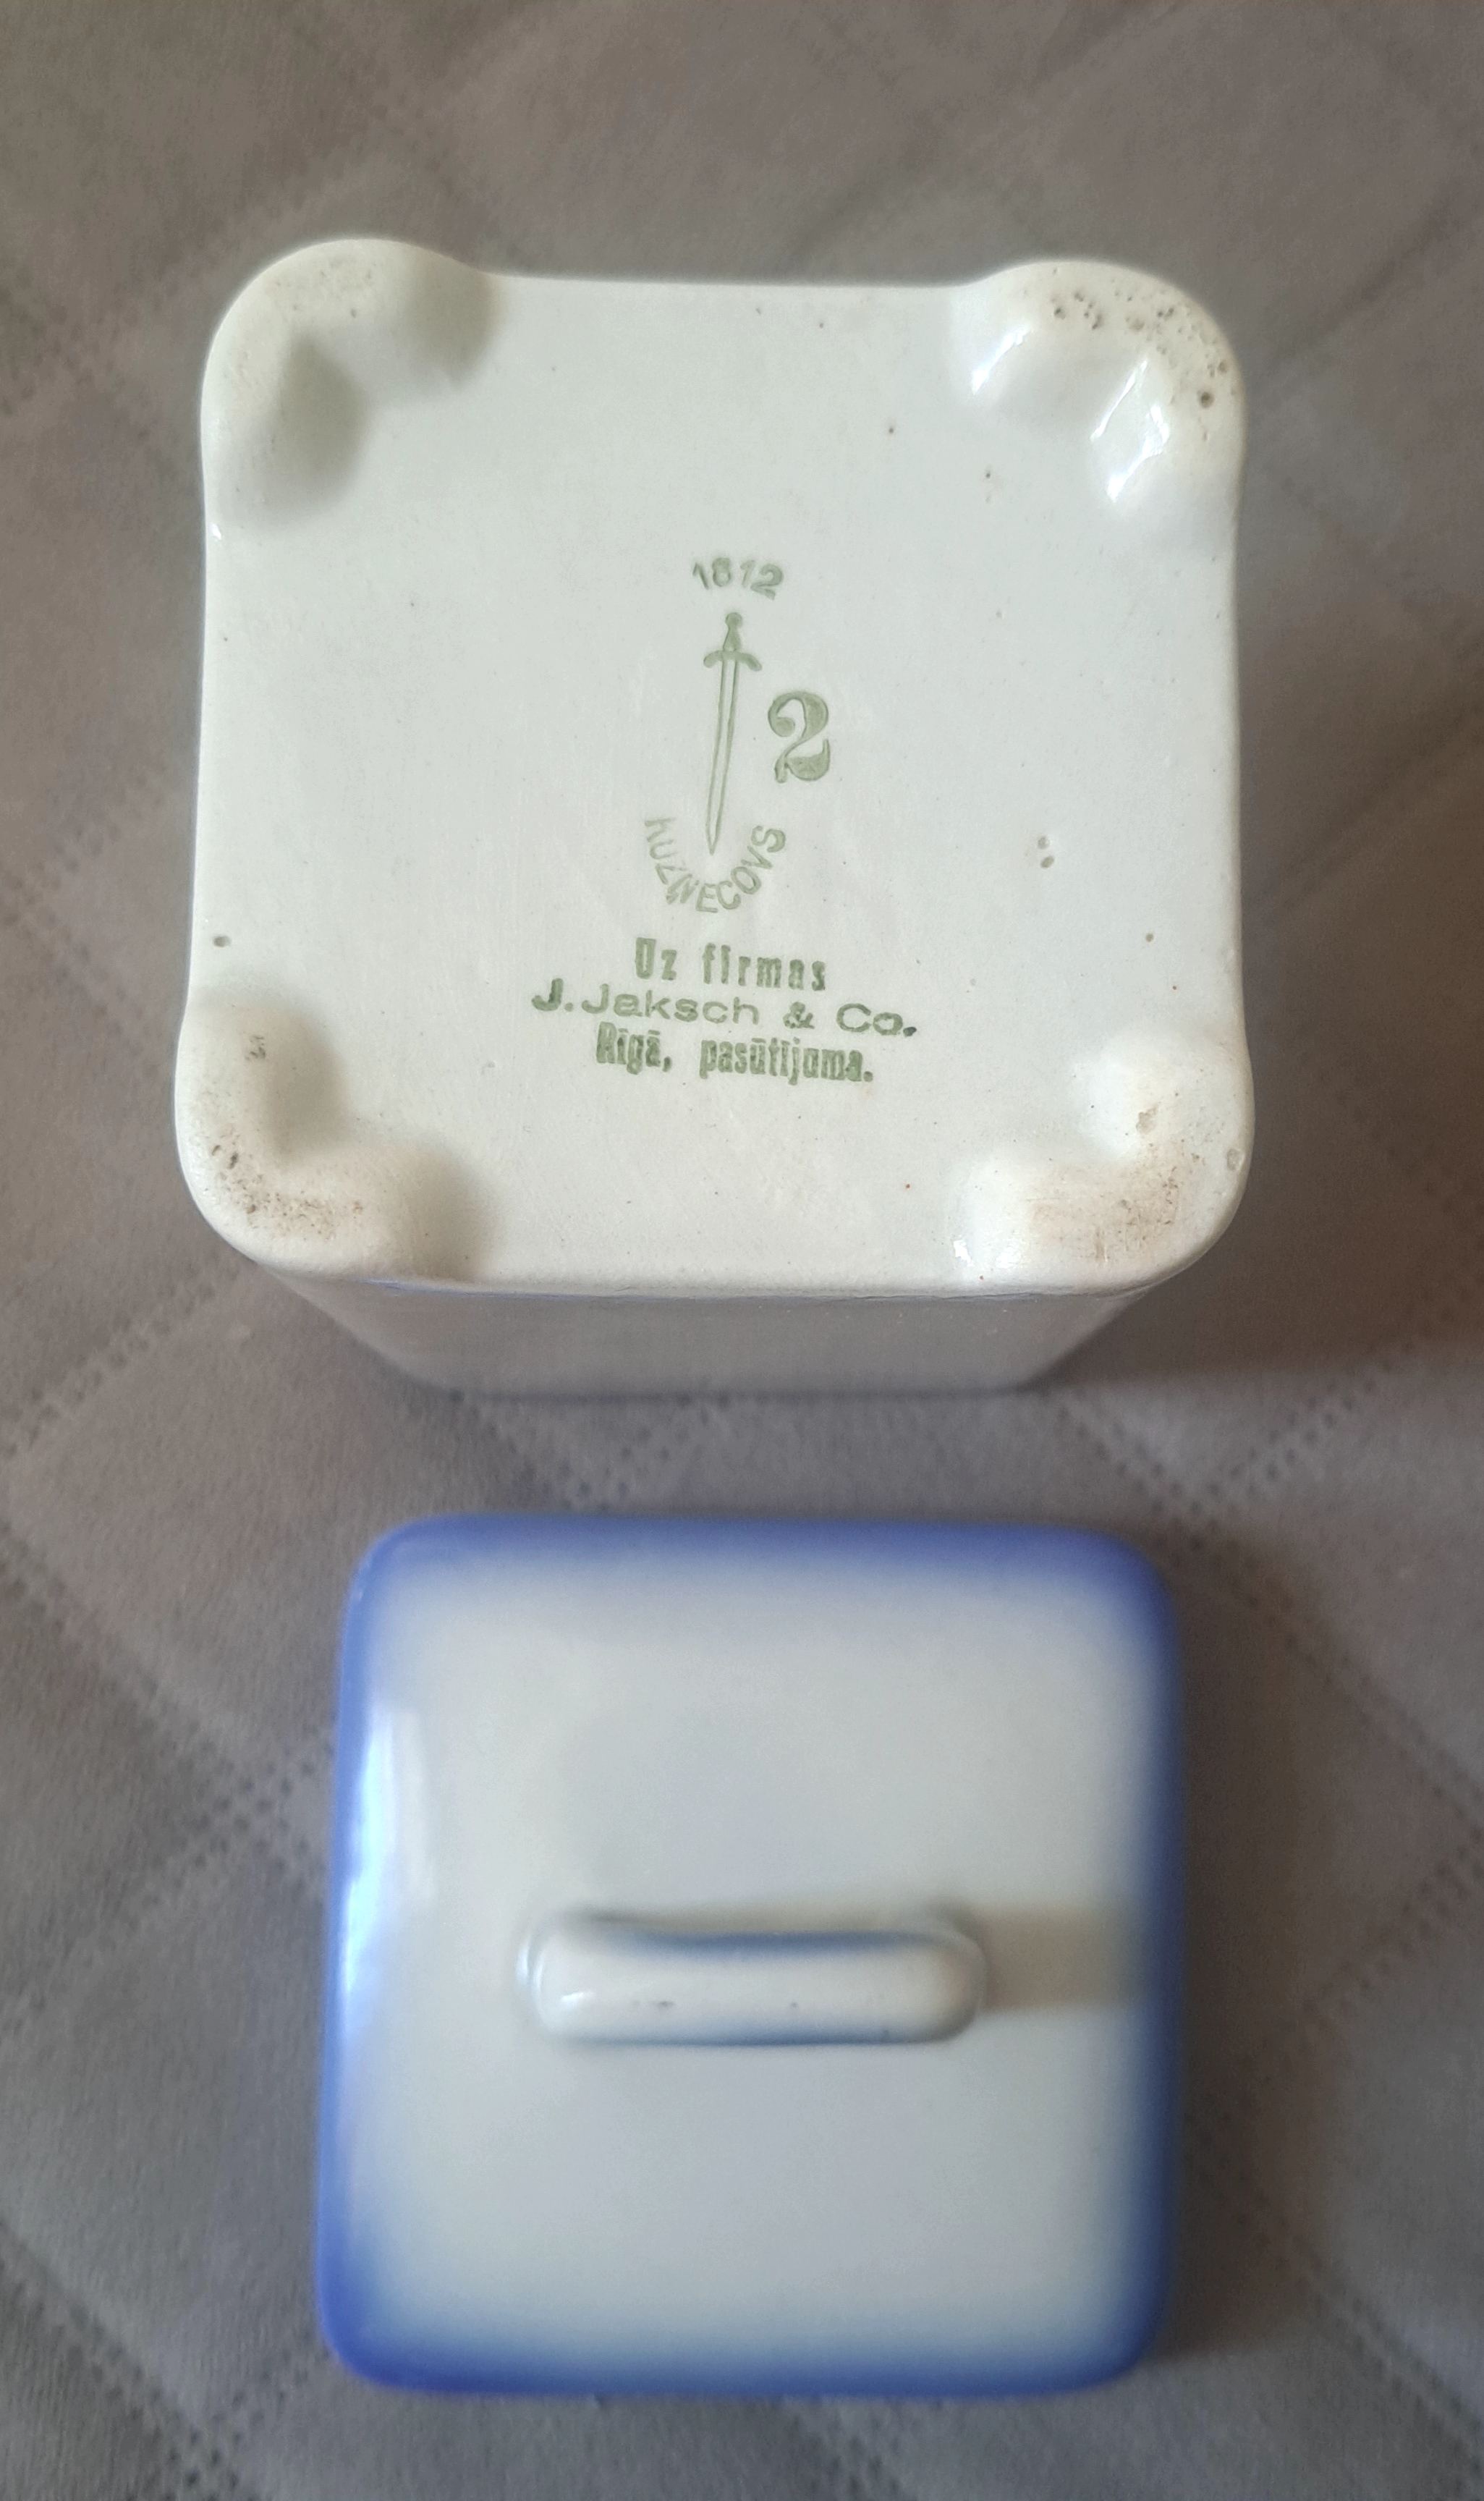 1812
2
KUZŅECOVS
Uz firmas
J. Jaksch & Co.
Rīgā, pasūtījuma.